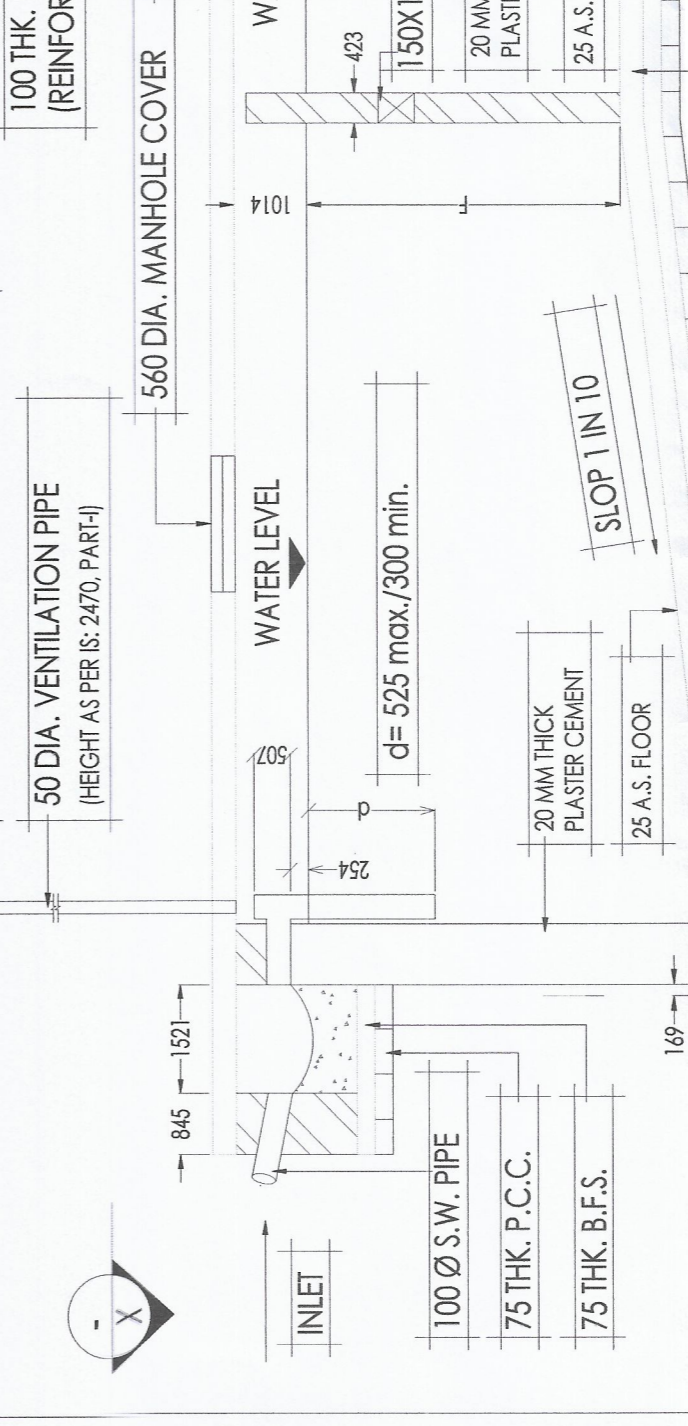 100 THK.
(REINFOR
560 DIA. MANHOLE COVER
50 DIA. VENTILATION PIPE
(HEIGHT AS PER IS: 2470, PART-I)
W
423
150X1
20 MM
PLAST
25 A.S.
1014
F
WATER LEVEL
507
254
d
d= 525 max./300 min.
SLOP 1 IN 10
20 MM THICK
PLASTER CEMENT
25 A.S. FLOOR
1521
845
169
-
X
INLET
100 Ø S.W. PIPE
75 THK. P.C.C.
75 THK. B.F.S.